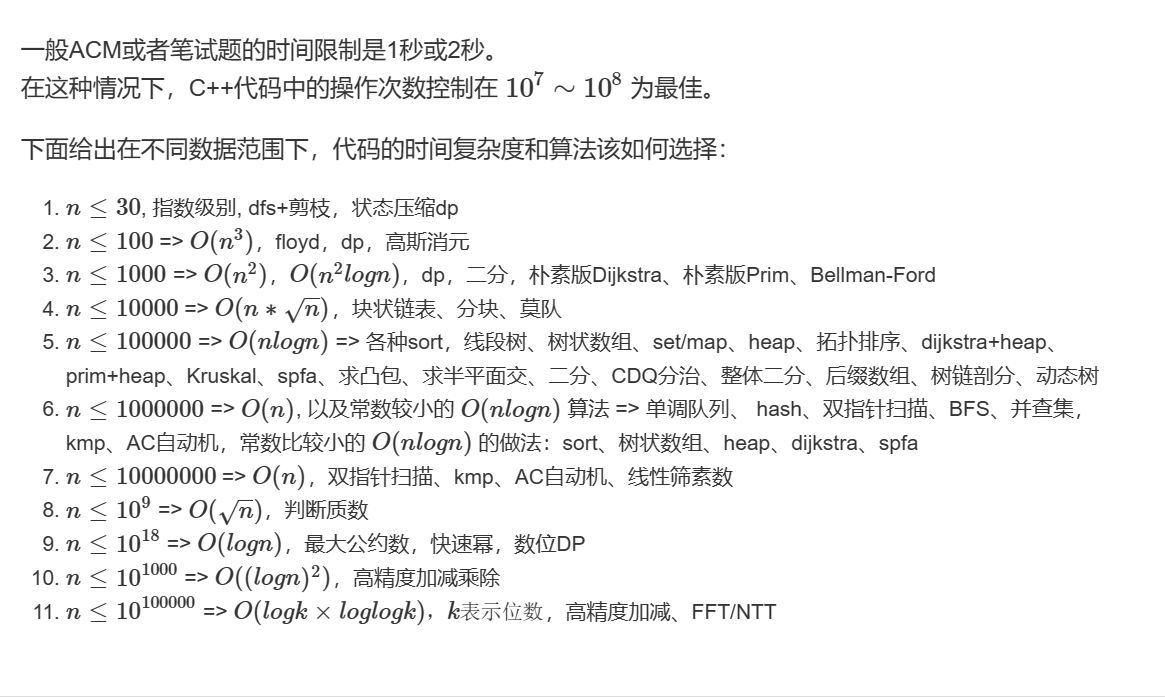 一般ACM或者笔试题的时间限制是1秒或2秒。
在这种情况下，C++代码中的操作次数控制在 10^7 ∼ 10^8 为最佳。
下面给出在不同数据范围下，代码的时间复杂度和算法该如何选择：
1. n ≤ 30, 指数级别, dfs+剪枝，状态压缩dp
2. n ≤ 100 => O(n^3)，floyd，dp，高斯消元
3. n ≤ 1000 => O(n^2)，O(n^2logn)，dp，二分，朴素版Dijkstra、朴素版Prim、Bellman-Ford
4. n ≤ 10000 => O(n ∗ √n)，块状链表、分块、莫队
5. n ≤ 100000 => O(nlogn) => 各种sort，线段树、树状数组、set/map、heap、拓扑排序、dijkstra+heap、
prim+heap、Kruskal、spfa、求凸包、求半平面交、二分、CDQ分治、整体二分、后缀数组、树链剖分、动态树
6. n ≤ 1000000 => O(n), 以及常数较小的 O(nlogn) 算法 => 单调队列、 hash、双指针扫描、BFS、并查集，
kmp、AC自动机，常数比较小的 O(nlogn) 的做法：sort、树状数组、heap、dijkstra、spfa
7. n ≤ 10000000 => O(n)，双指针扫描、kmp、AC自动机、线性筛素数
8. n ≤ 10^9 => O(√n)，判断质数
9. n ≤ 10^18 => O(logn)，最大公约数，快速幂，数位DP
10. n ≤ 10^1000 => O((logn)^2)，高精度加减乘除
11. n ≤ 10^100000 => O(logk × loglogk)，k表示位数，高精度加减、FFT/NTT